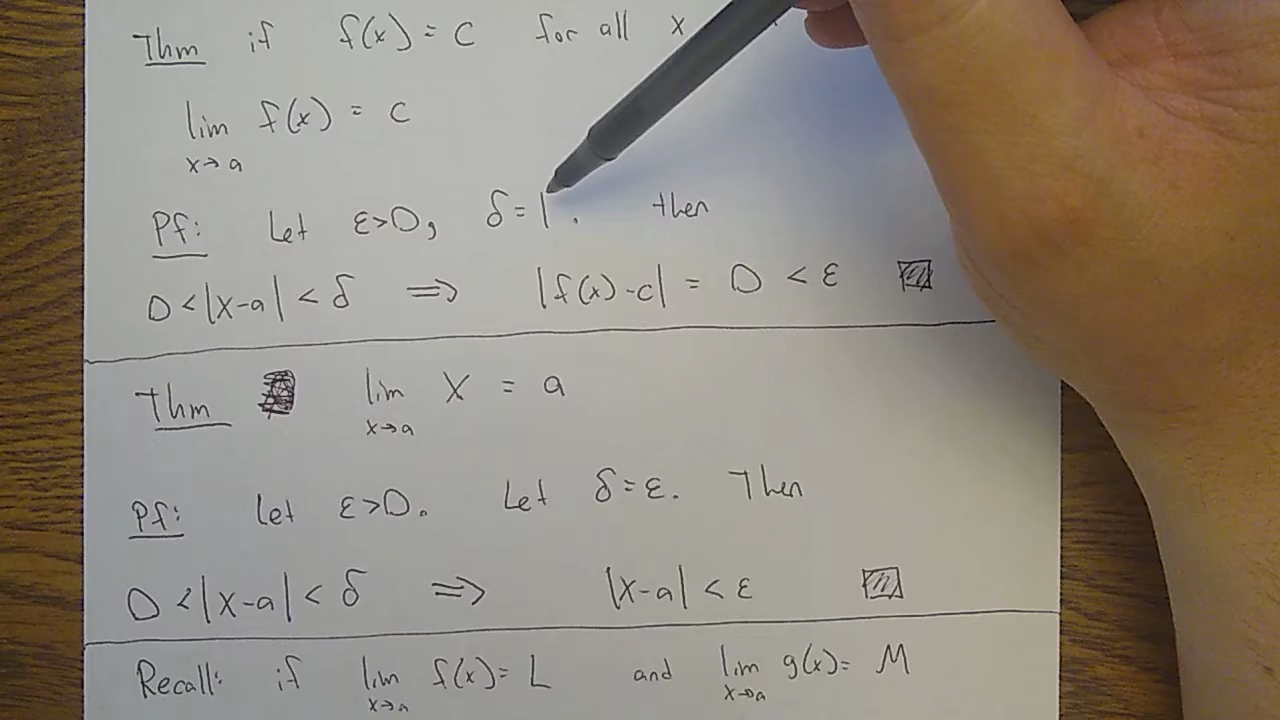 Thm if f(x) = c for all x
lim f(x) = c
x→a
Pf: Let ε>0, δ=1. then
0<|x-a|<δ ⇒ |f(x)-c| = 0 < ε
Thm lim x = a
x→a
Pf: Let ε>0. Let δ=ε. Then
0<|x-a|<δ ⇒ |x-a|<ε
Recall: if lim f(x)= L and lim g(x)= M
x→a x→a